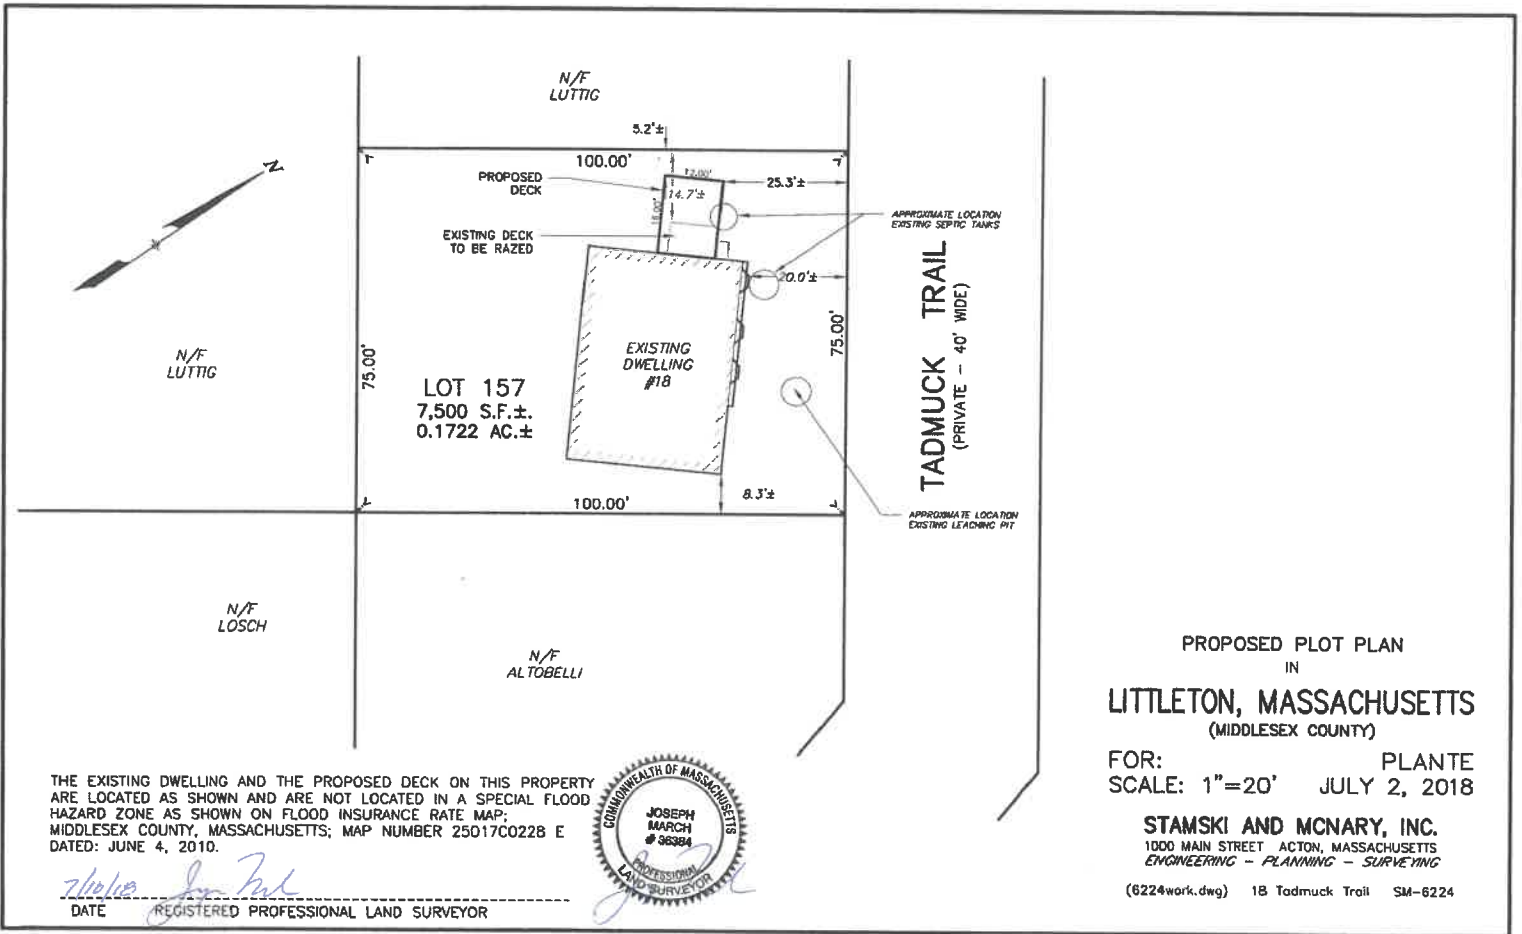 N/F
LUTTIG
5.2'±
100.00'
12.00'
PROPOSED
DECK
14.7'±
25.3'±
EXISTING DECK
TO BE RAZED
APPROXIMATE LOCATION
EXISTING SEPTIC TANKS
20.0'±
N
N/F
LUTTIG
75.00'
LOT 157
7,500 S.F.±.
0.1722 AC.±
EXISTING
DWELLING
#18
75.00'
TADMUCK TRAIL
(PRIVATE - 40' WIDE)
100.00'
8.3'±
APPROXIMATE LOCATION
EXISTING LEACHING PIT
N/F
LOSCH
N/F
ALTOBELLI
THE EXISTING DWELLING AND THE PROPOSED DECK ON THIS PROPERTY
ARE LOCATED AS SHOWN AND ARE NOT LOCATED IN A SPECIAL FLOOD
HAZARD ZONE AS SHOWN ON FLOOD INSURANCE RATE MAP;
MIDDLESEX COUNTY, MASSACHUSETTS; MAP NUMBER 25017C0228 E
DATED: JUNE 4, 2010.
7/10/18
DATE REGISTERED PROFESSIONAL LAND SURVEYOR
COMMONWEALTH OF MASSACHUSETTS
JOSEPH
MARCH
# 36384
PROFESSIONAL
LAND SURVEYOR
PROPOSED PLOT PLAN
IN
LITTLETON, MASSACHUSETTS
(MIDDLESEX COUNTY)
FOR: PLANTE
SCALE: 1"=20' JULY 2, 2018
STAMSKI AND MCNARY, INC.
1000 MAIN STREET ACTON, MASSACHUSETTS
ENGINEERING - PLANNING - SURVEYING
(6224work.dwg) 18 Tadmuck Trail SM-6224